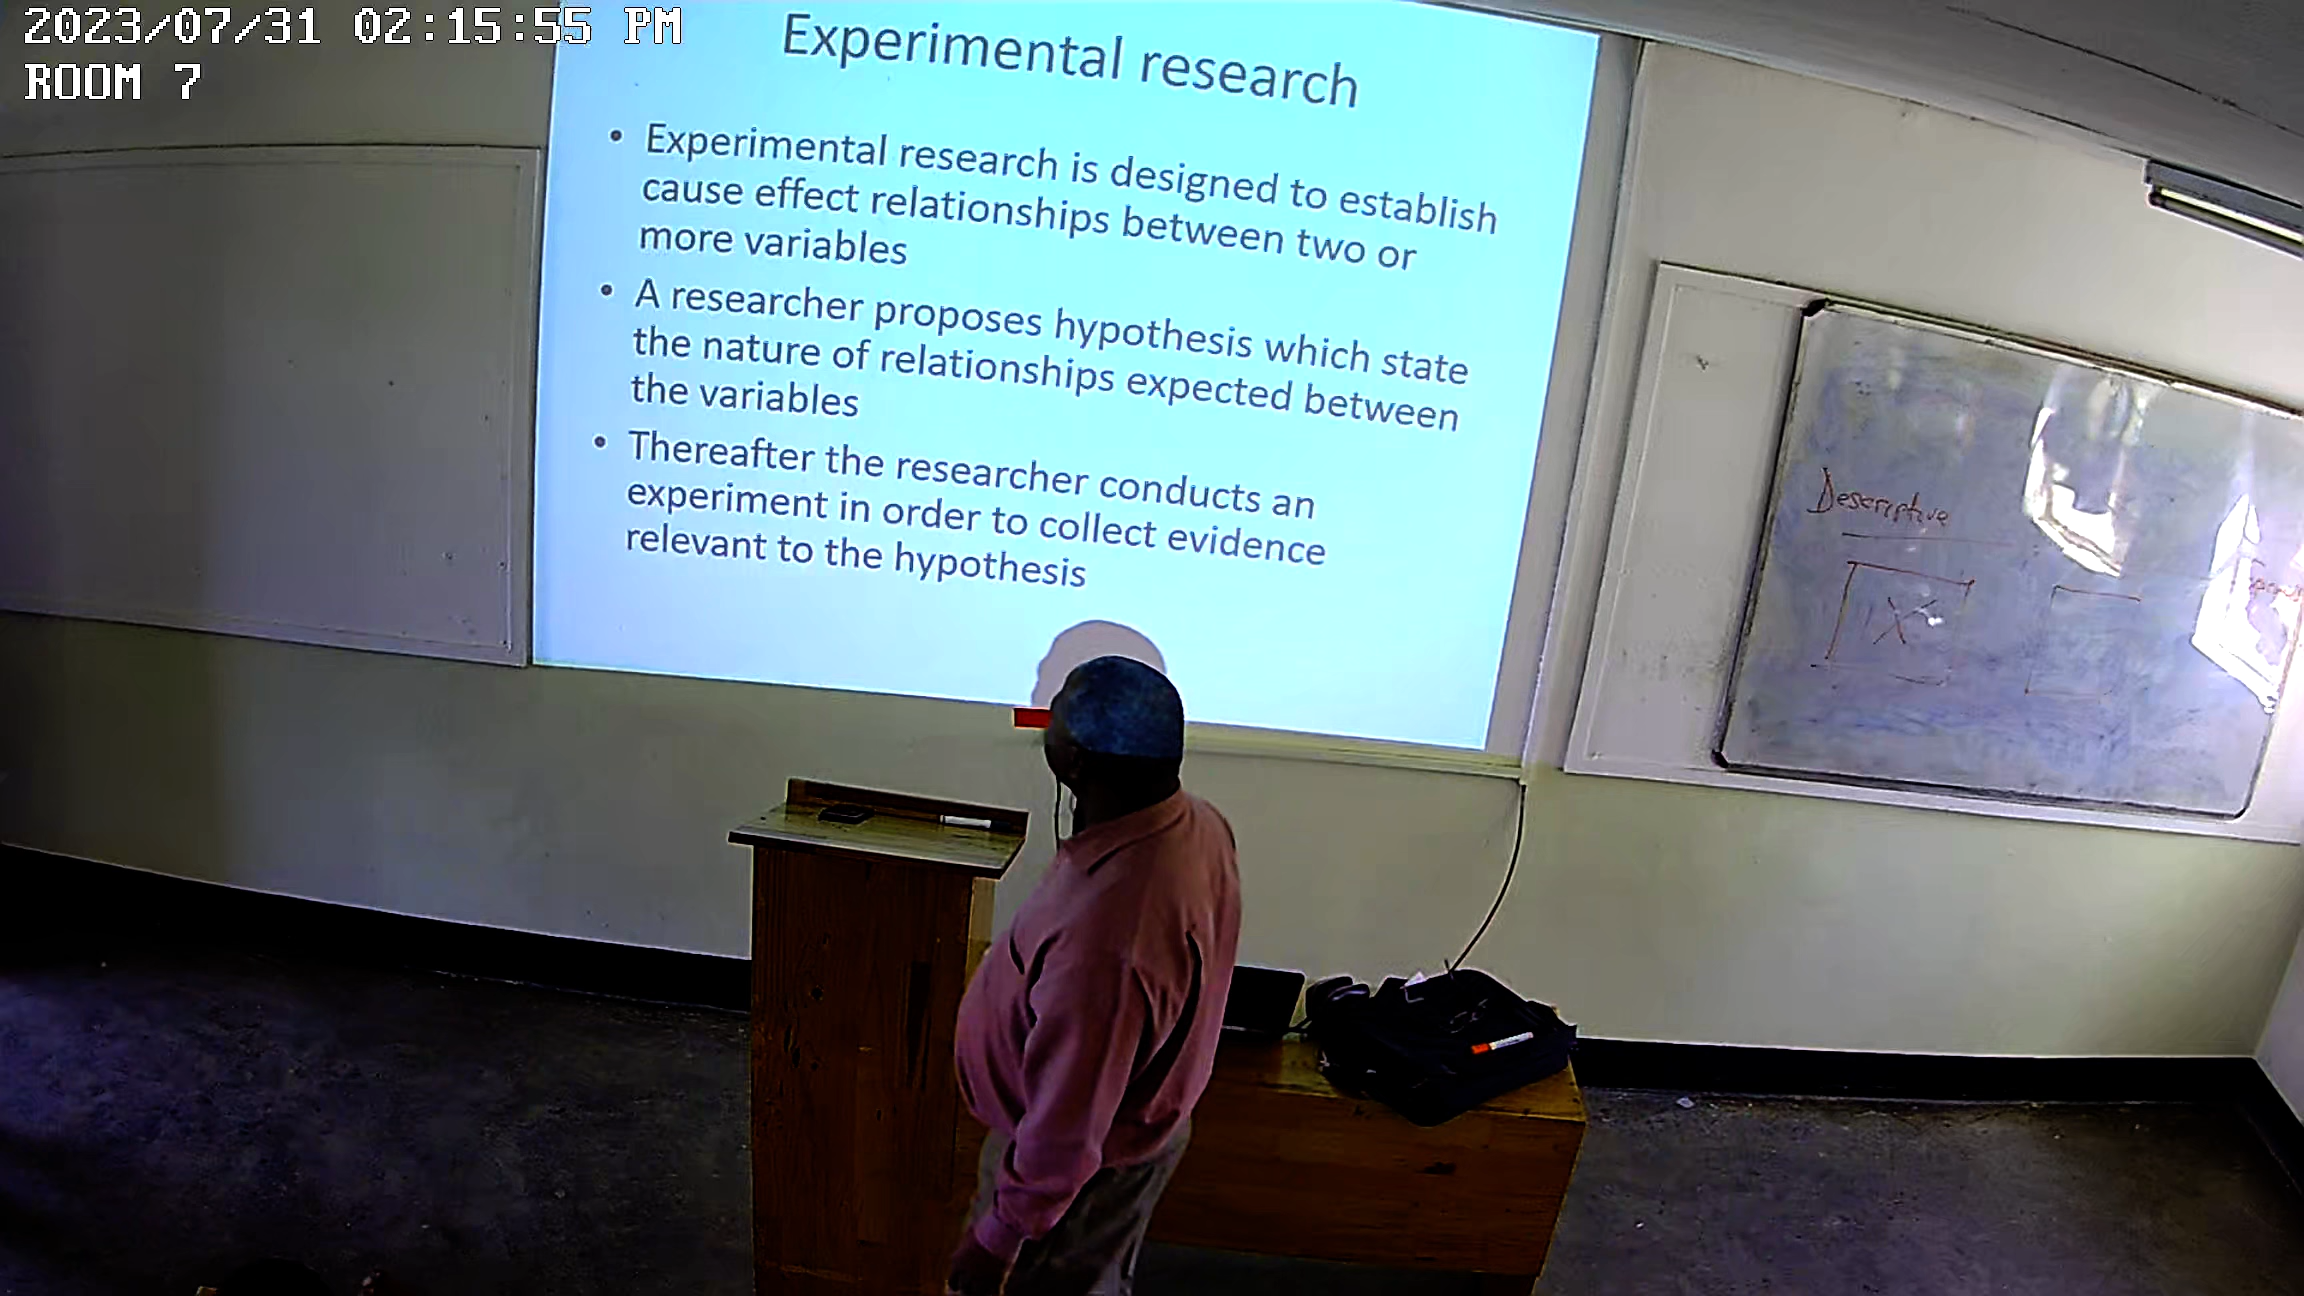 2023/07/31 02:15:55 PM
ROOM 7
Experimental research
• Experimental research is designed to establish
cause effect relationships between two or
more variables
• A researcher proposes hypothesis which state
the nature of relationships expected between
the variables
• Thereafter the researcher conducts an
experiment in order to collect evidence
relevant to the hypothesis
Descriptive
X